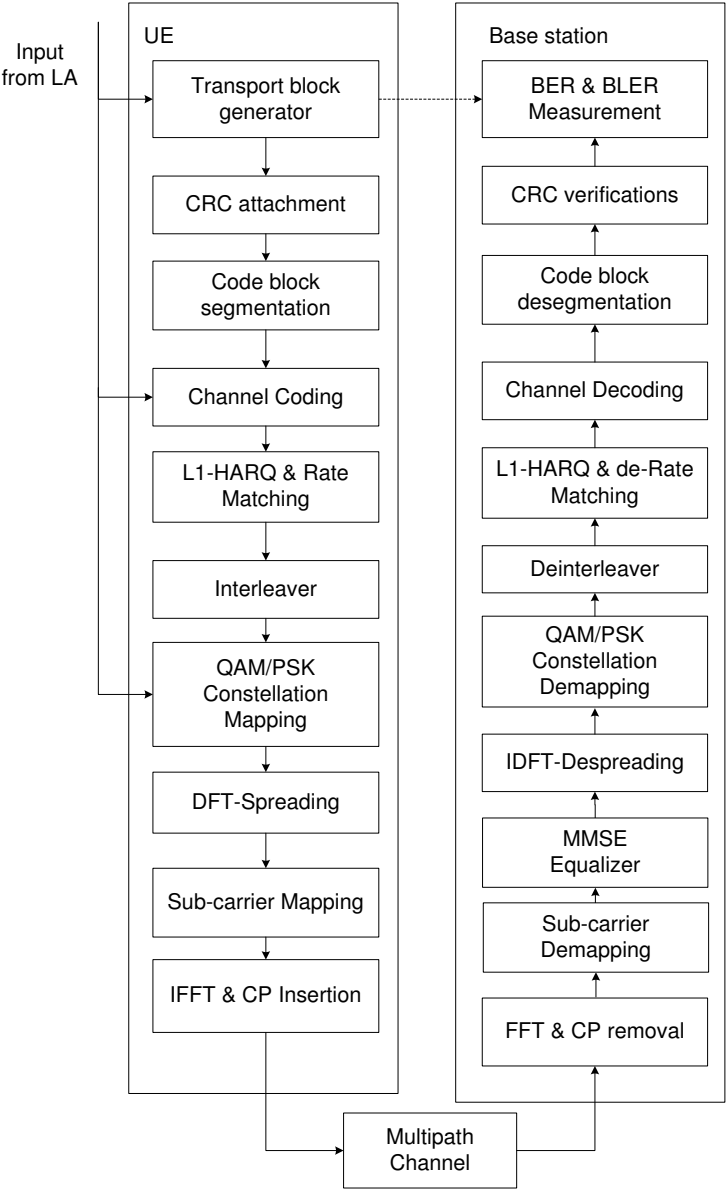 Input
from LA
UE
Transport block
generator
CRC attachment
Code block
segmentation
Channel Coding
L1-HARQ & Rate
Matching
Interleaver
QAM/PSK
Constellation
Mapping
DFT-Spreading
Sub-carrier Mapping
IFFT & CP Insertion
Multipath
Channel
Base station
BER & BLER
Measurement
CRC verifications
Code block
desegmentation
Channel Decoding
L1-HARQ & de-Rate
Matching
Deinterleaver
QAM/PSK
Constellation
Demapping
IDFT-Despreading
MMSE
Equalizer
Sub-carrier
Demapping
FFT & CP removal